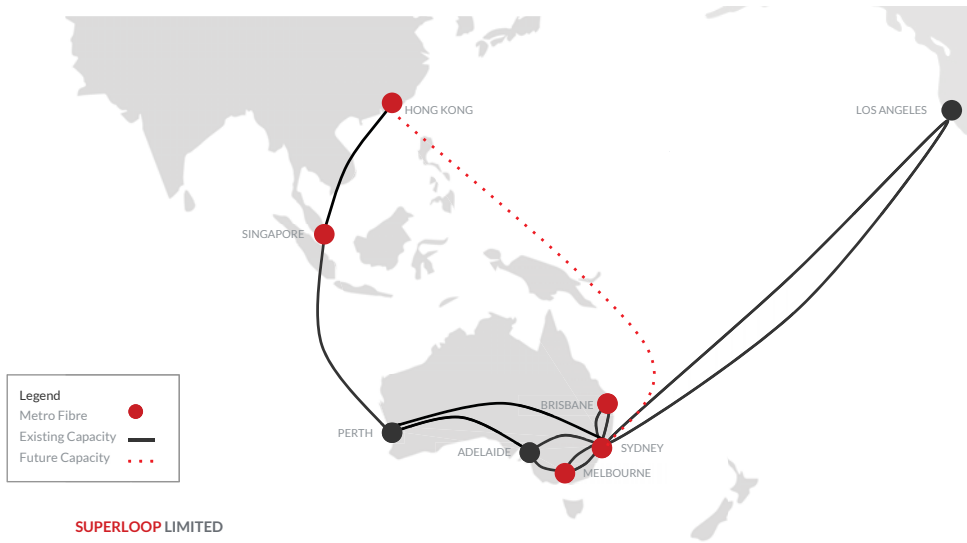 HONG KONG
LOS ANGELES
SINGAPORE
BRISBANE
PERTH
ADELAIDE
SYDNEY
MELBOURNE
Legend
Metro Fibre
Existing Capacity
Future Capacity
SUPERLOOP LIMITED